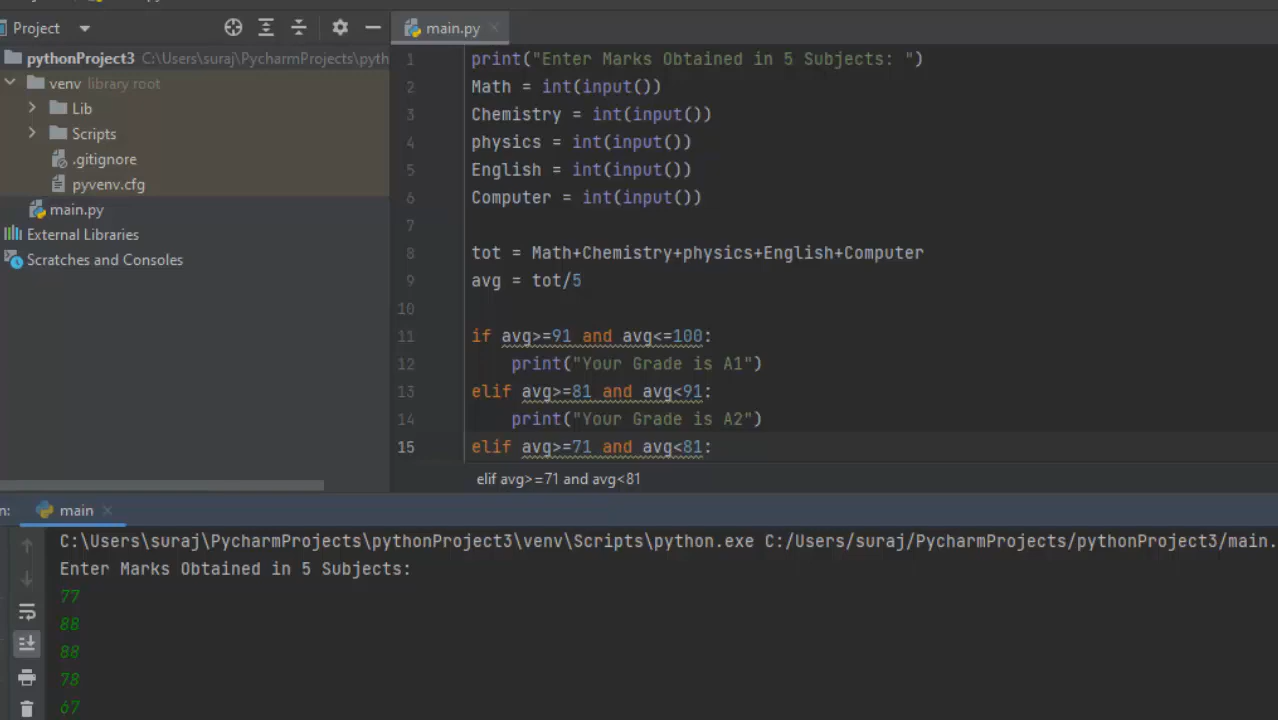 Project
pythonProject3 C:\Users\suraj\PycharmProjects\pyth
venv library root
Lib
Scripts
.gitignore
pyvenv.cfg
main.py
External Libraries
Scratches and Consoles
main.py
1 print("Enter Marks Obtained in 5 Subjects: ")
2 Math = int(input())
3 Chemistry = int(input())
4 physics = int(input())
5 English = int(input())
6 Computer = int(input())
7
8 tot = Math+Chemistry+physics+English+Computer
9 avg = tot/5
10
11 if avg>=91 and avg<=100:
12 print("Your Grade is A1")
13 elif avg>=81 and avg<91:
14 print("Your Grade is A2")
15 elif avg>=71 and avg<81:
elif avg>=71 and avg<81
n: main
C:\Users\suraj\PycharmProjects\pythonProject3\venv\Scripts\python.exe C:/Users/suraj/PycharmProjects/pythonProject3/main.
Enter Marks Obtained in 5 Subjects:
77
88
88
78
67